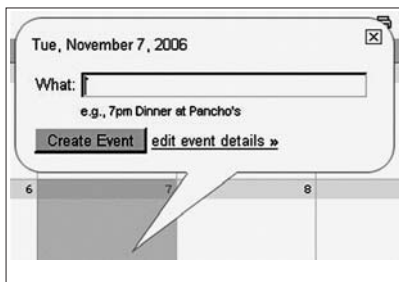 Tue, November 7, 2006
What:
e.g., 7pm Dinner at Pancho's
Create Event edit event details »
6 7 8